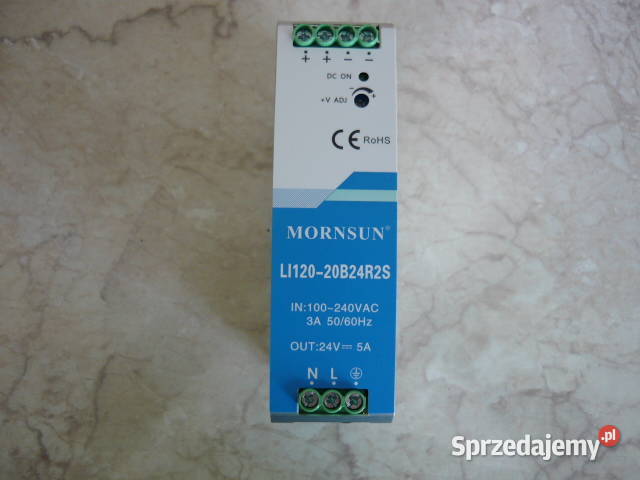 + + − −
DC ON
− +
+V ADJ
CE RoHS
MORNSUN®
LI120-20B24R2S
IN:100-240VAC
3A 50/60Hz
OUT:24V⎓ 5A
N L ⏚
Sprzedajemy.pl